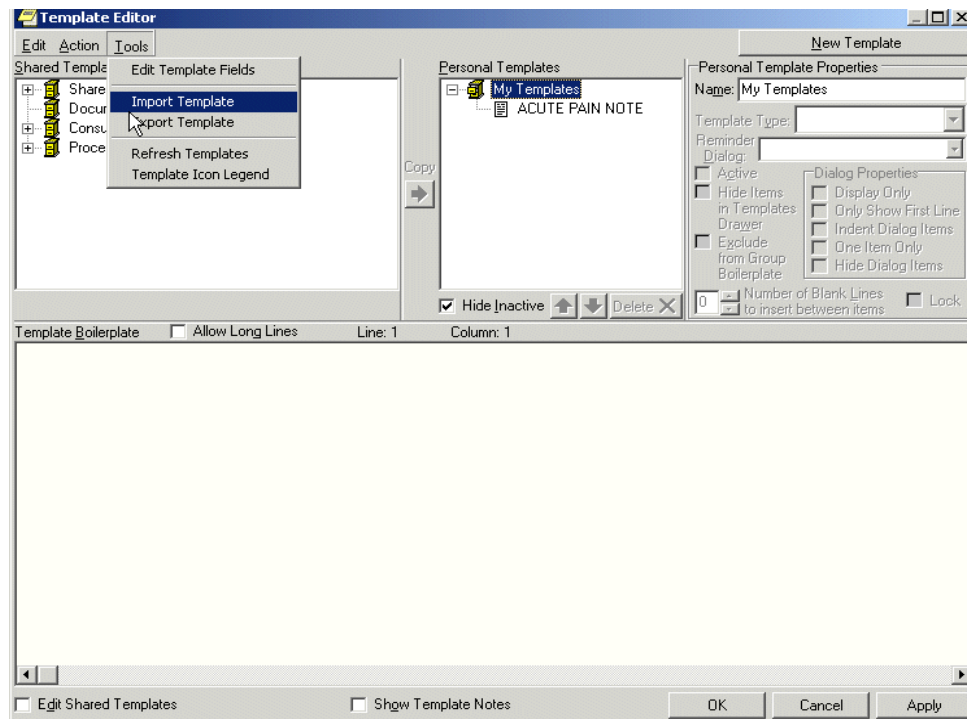 Template Editor
Edit Action Tools
New Template
Shared Templa
Edit Template Fields
Import Template
Export Template
Refresh Templates
Template Icon Legend
Share
Docur
Consu
Proce
Copy
Personal Templates
My Templates
ACUTE PAIN NOTE
Hide Inactive
Delete
Personal Template Properties
Name: My Templates
Template Type:
Reminder
Dialog:
Active
Hide Items
in Templates
Drawer
Exclude
from Group
Boilerplate
Dialog Properties
Display Only
Only Show First Line
Indent Dialog Items
One Item Only
Hide Dialog Items
0 Number of Blank Lines
to insert between items
Lock
Template Boilerplate Allow Long Lines Line: 1 Column: 1
Edit Shared Templates Show Template Notes OK Cancel Apply